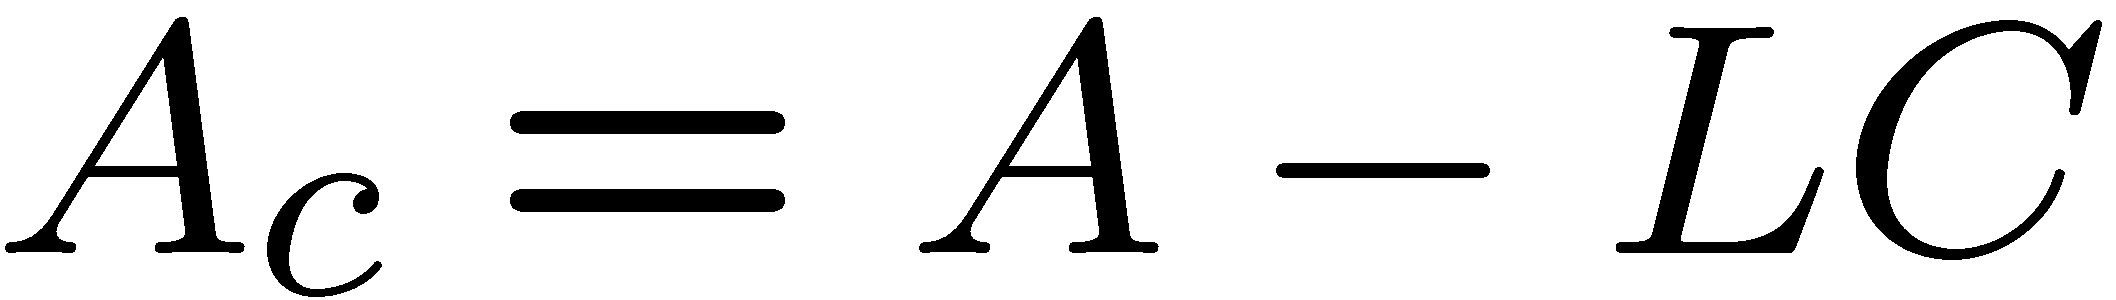 A_c = A − LC